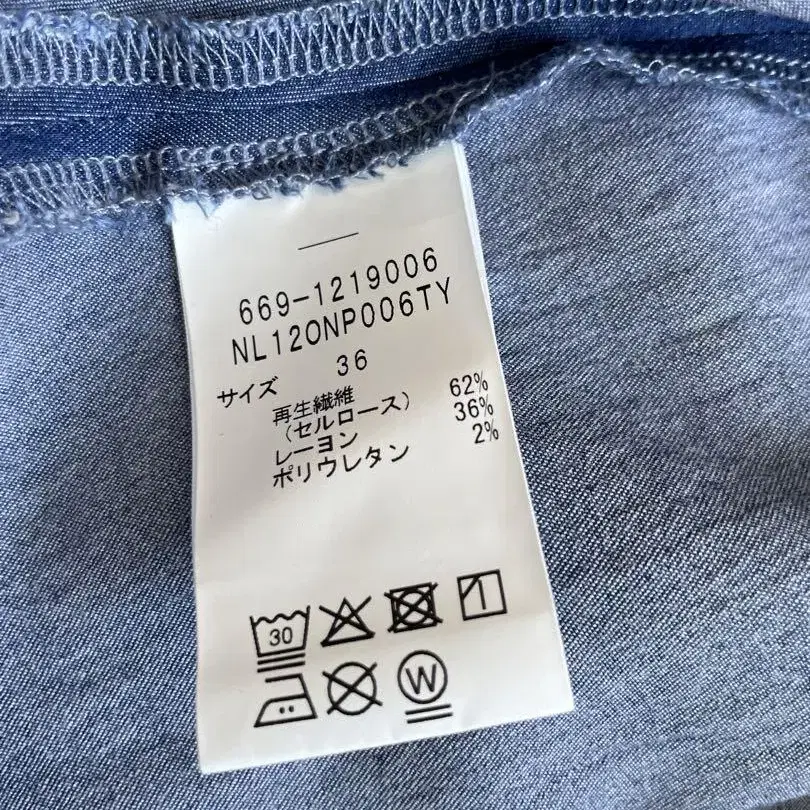 669-1219006
NL12ONP006TY
サイズ 36
再生繊維 62%
(セルロース)
レーヨン 36%
ポリウレタン 2%
30
W